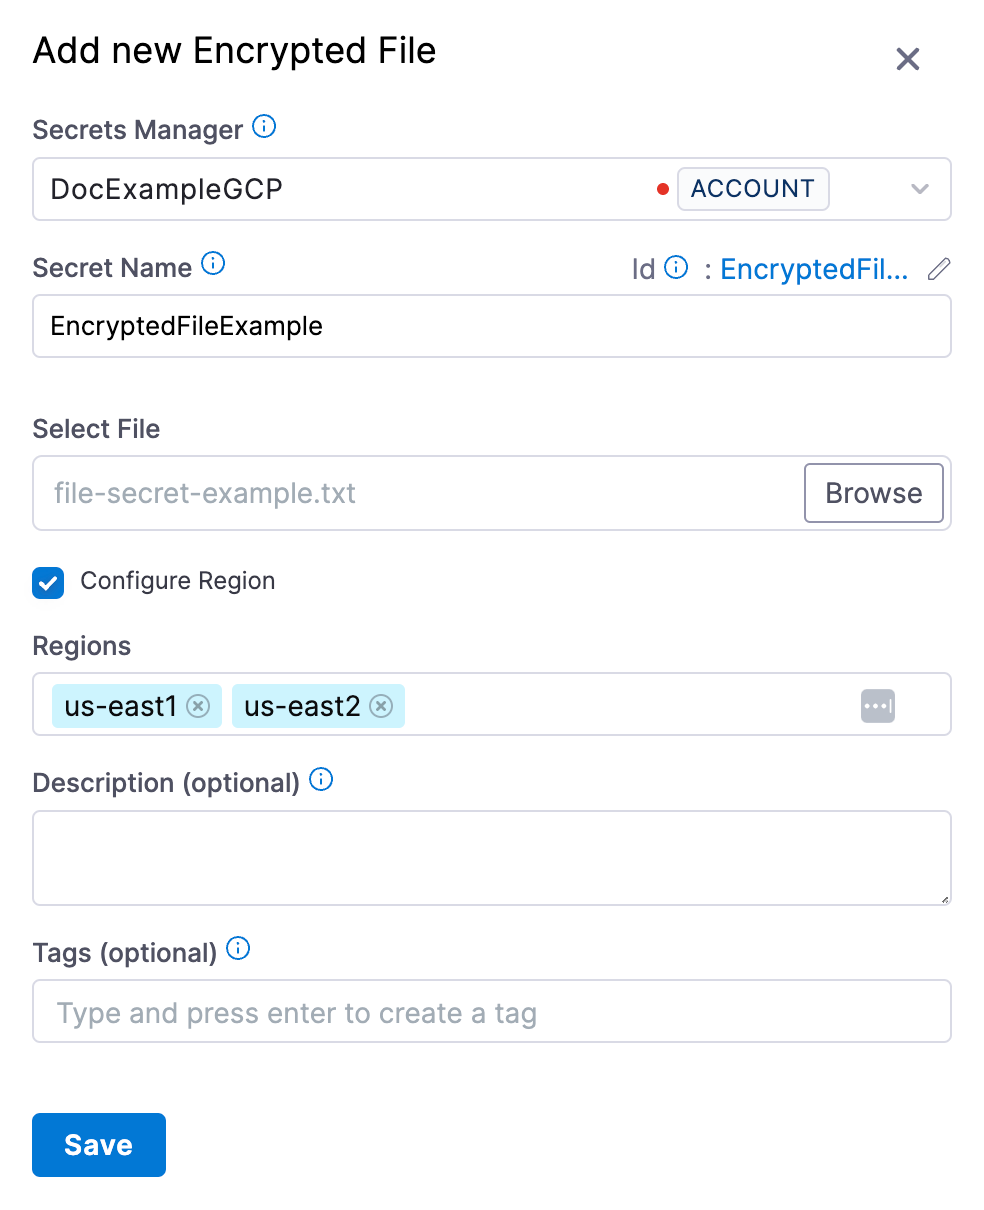 Add new Encrypted File
Secrets Manager
DocExampleGCP ACCOUNT
Secret Name Id : EncryptedFil...
EncryptedFileExample
Select File
file-secret-example.txt Browse
Configure Region
Regions
us-east1 us-east2
Description (optional)
Tags (optional)
Type and press enter to create a tag
Save